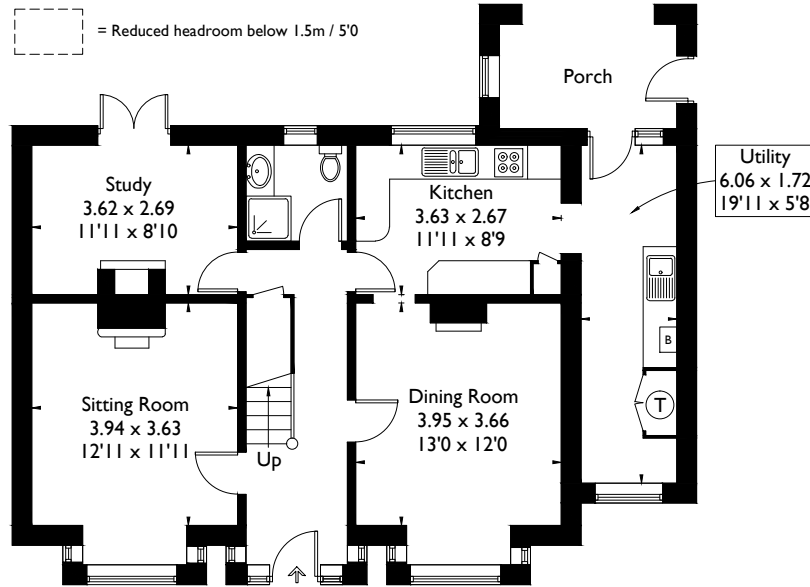 = Reduced headroom below 1.5m / 5'0
Porch
Study
3.62 x 2.69
11'11 x 8'10
Kitchen
3.63 x 2.67
11'11 x 8'9
Utility
6.06 x 1.72
19'11 x 5'8
B
T
Sitting Room
3.94 x 3.63
12'11 x 11'11
Up
Dining Room
3.95 x 3.66
13'0 x 12'0